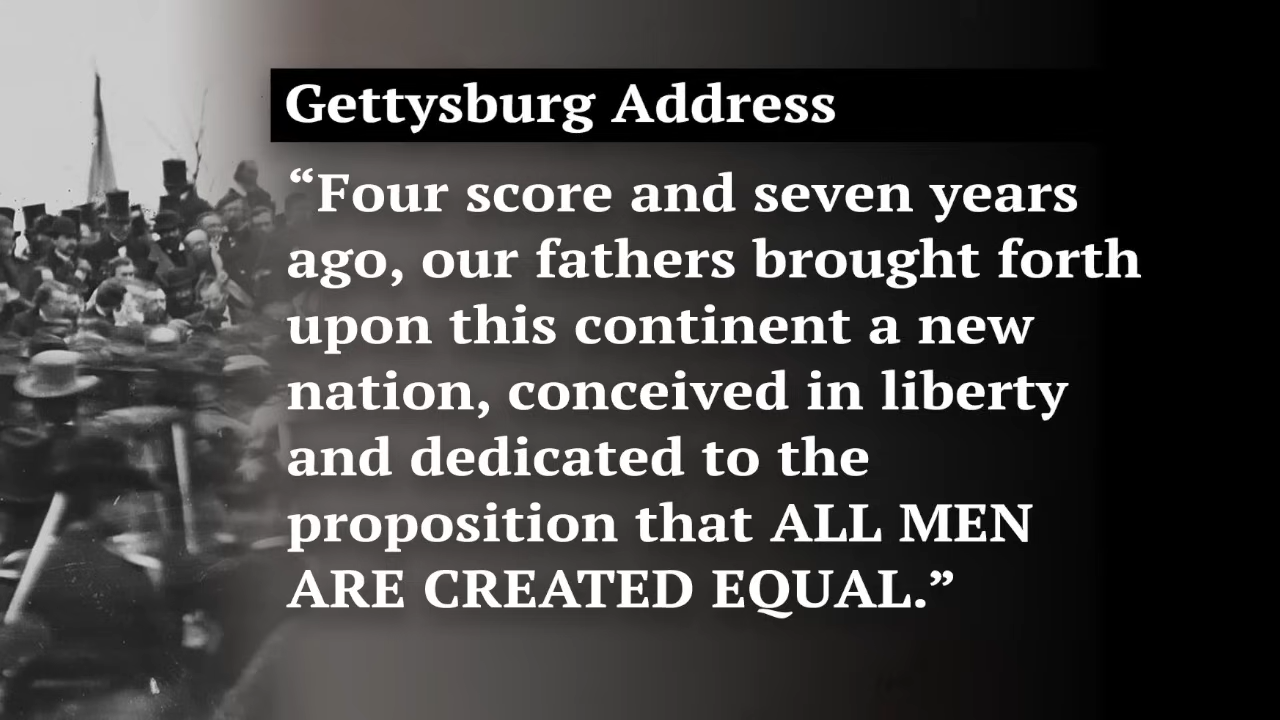 Gettysburg Address
“Four score and seven years
ago, our fathers brought forth
upon this continent a new
nation, conceived in liberty
and dedicated to the
proposition that ALL MEN
ARE CREATED EQUAL.”